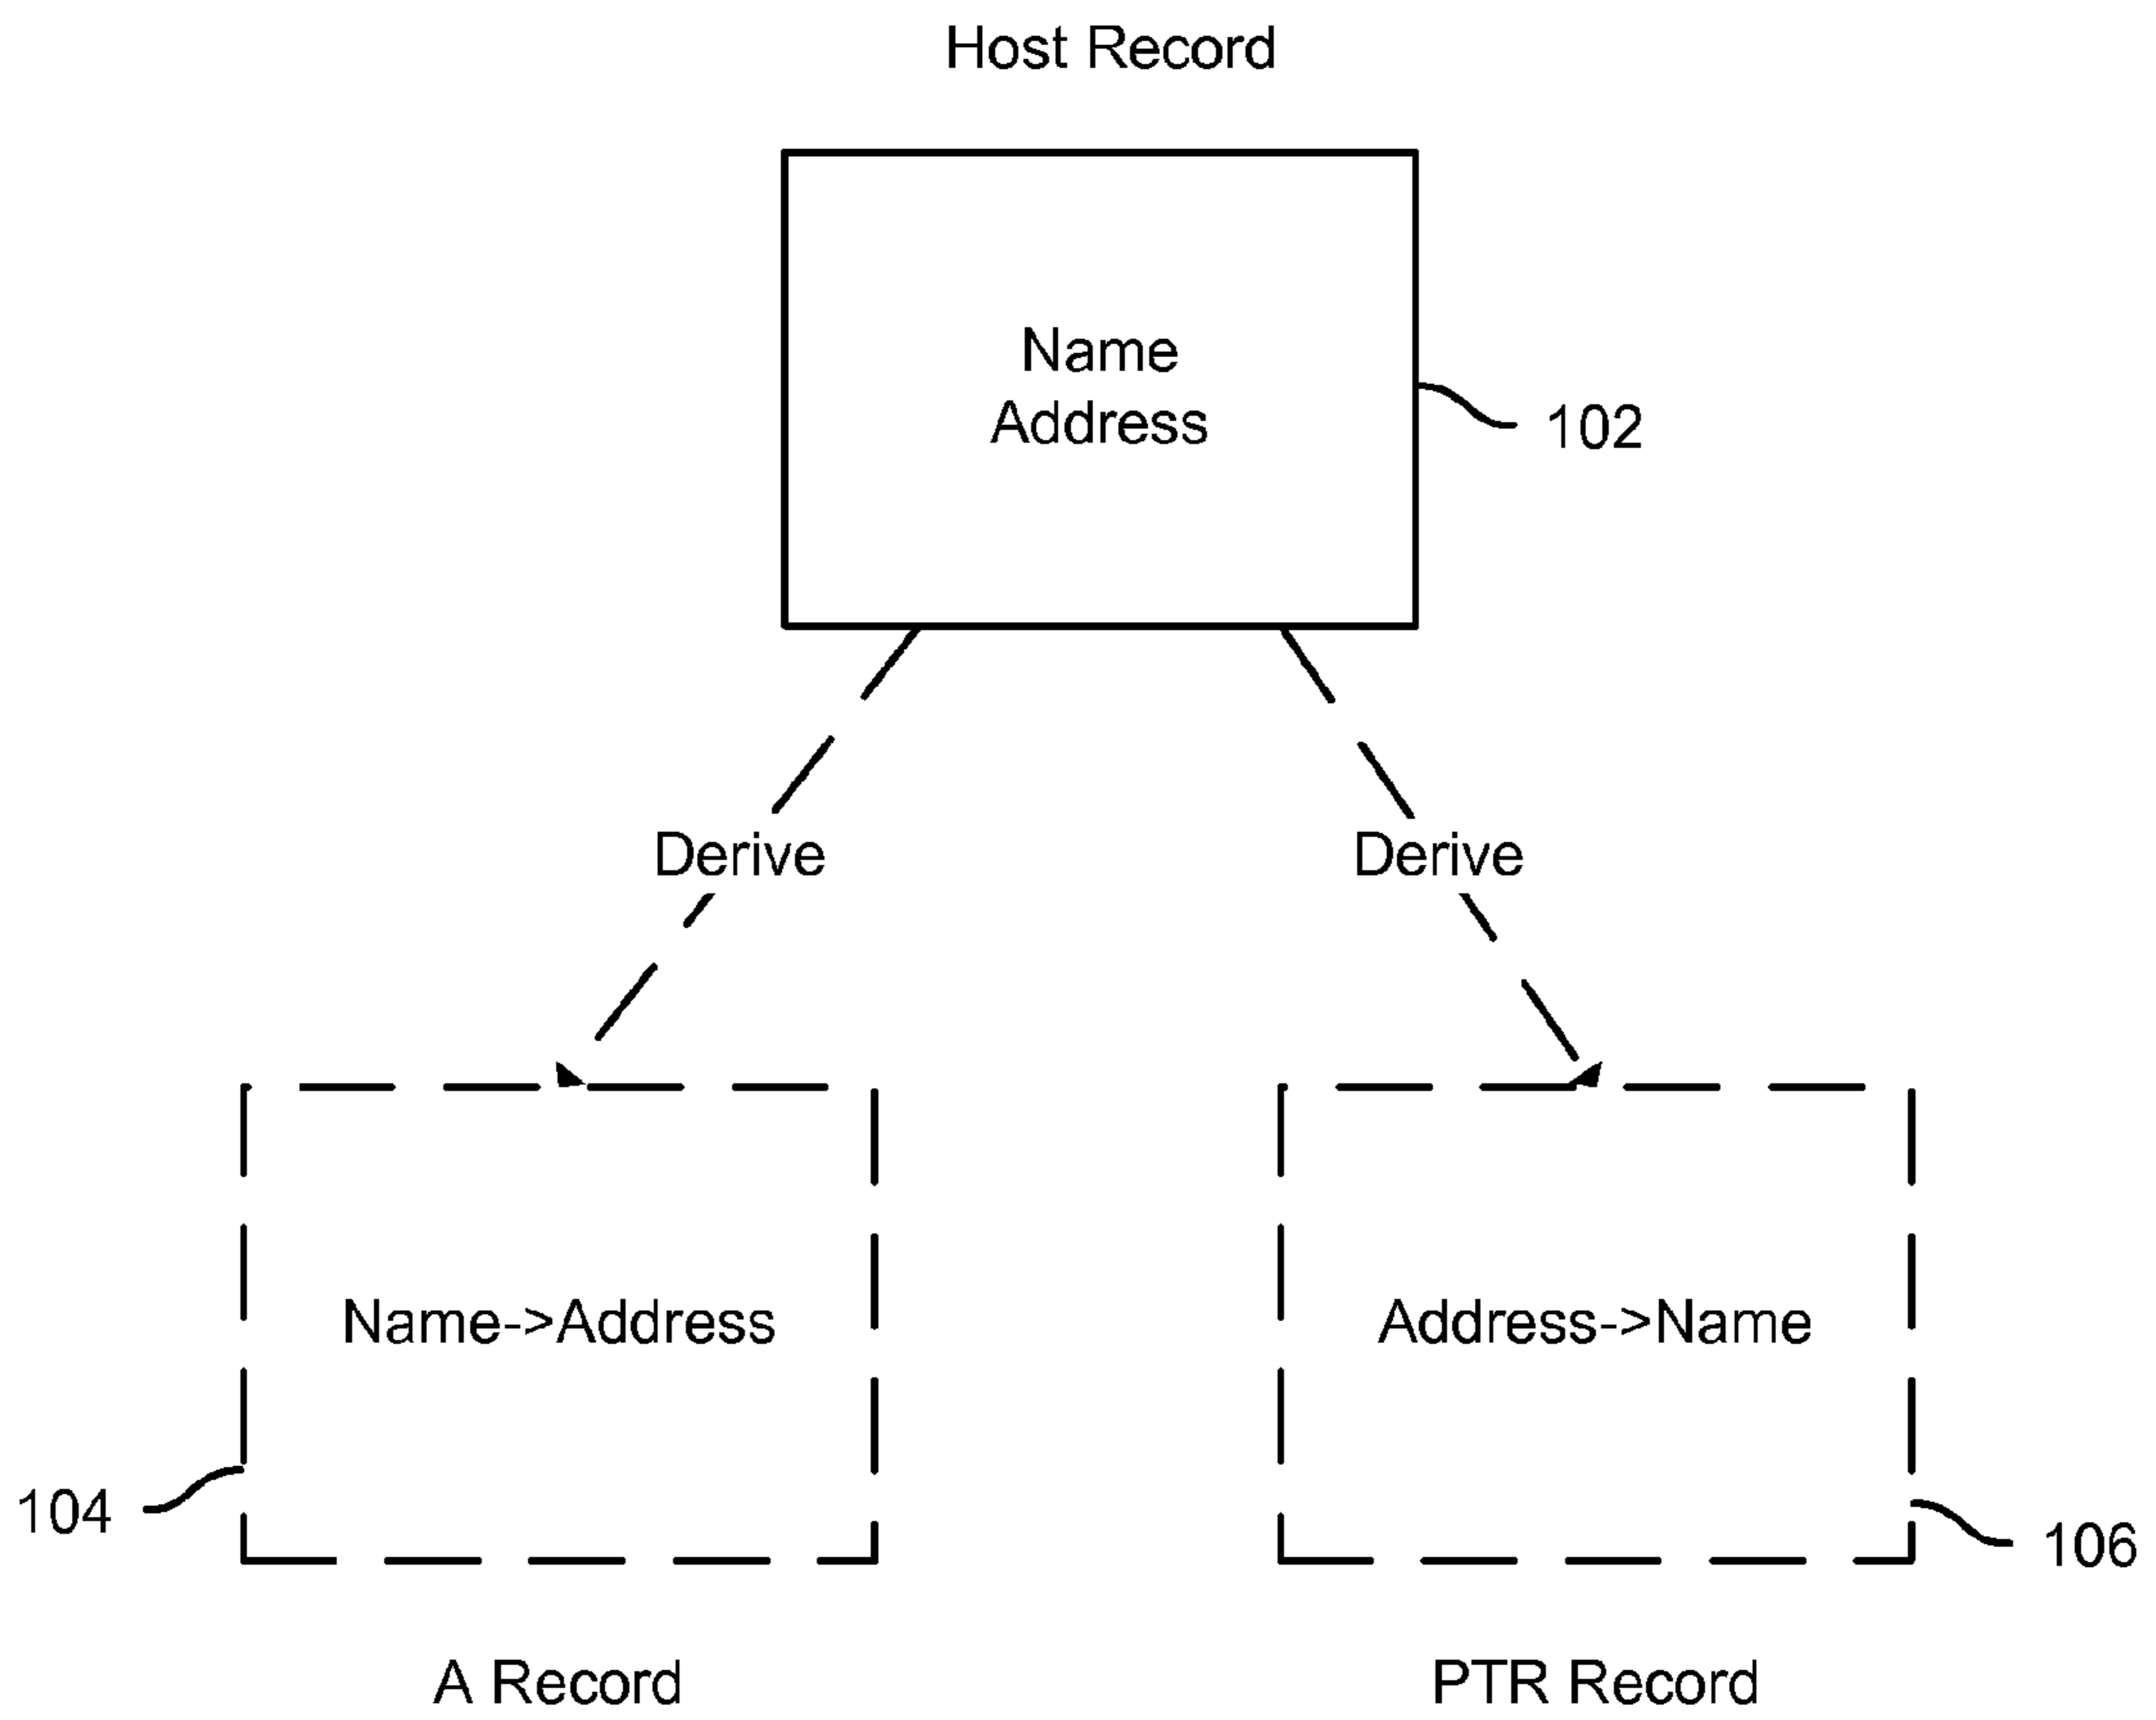 Host Record
Name
Address
102
Derive
Derive
Name->Address
Address->Name
104
106
A Record
PTR Record